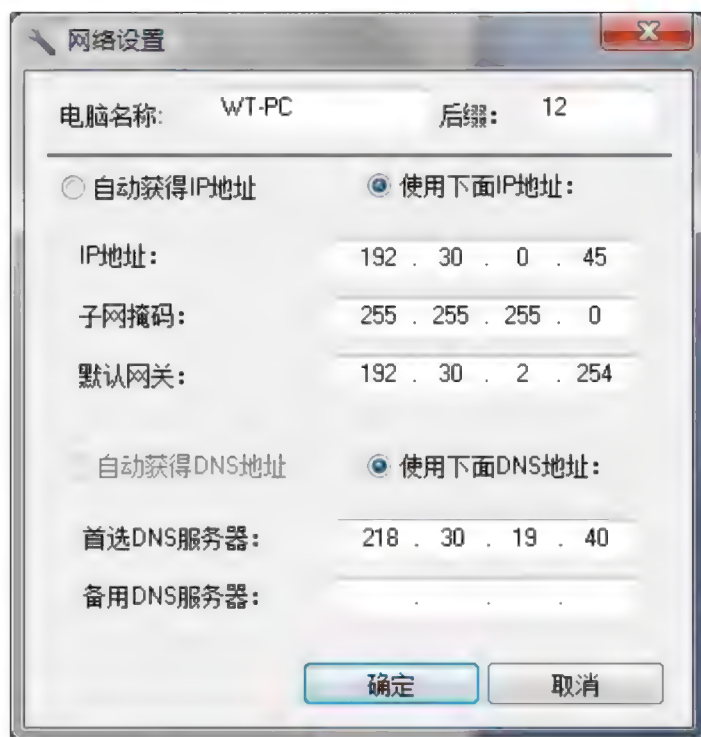 网络设置
电脑名称: WT-PC 后缀: 12
自动获得IP地址 使用下面IP地址:
IP地址: 192 . 30 . 0 . 45
子网掩码: 255 . 255 . 255 . 0
默认网关: 192 . 30 . 2 . 254
自动获得DNS地址 使用下面DNS地址:
首选DNS服务器: 218 . 30 . 19 . 40
备用DNS服务器: . . .
确定 取消